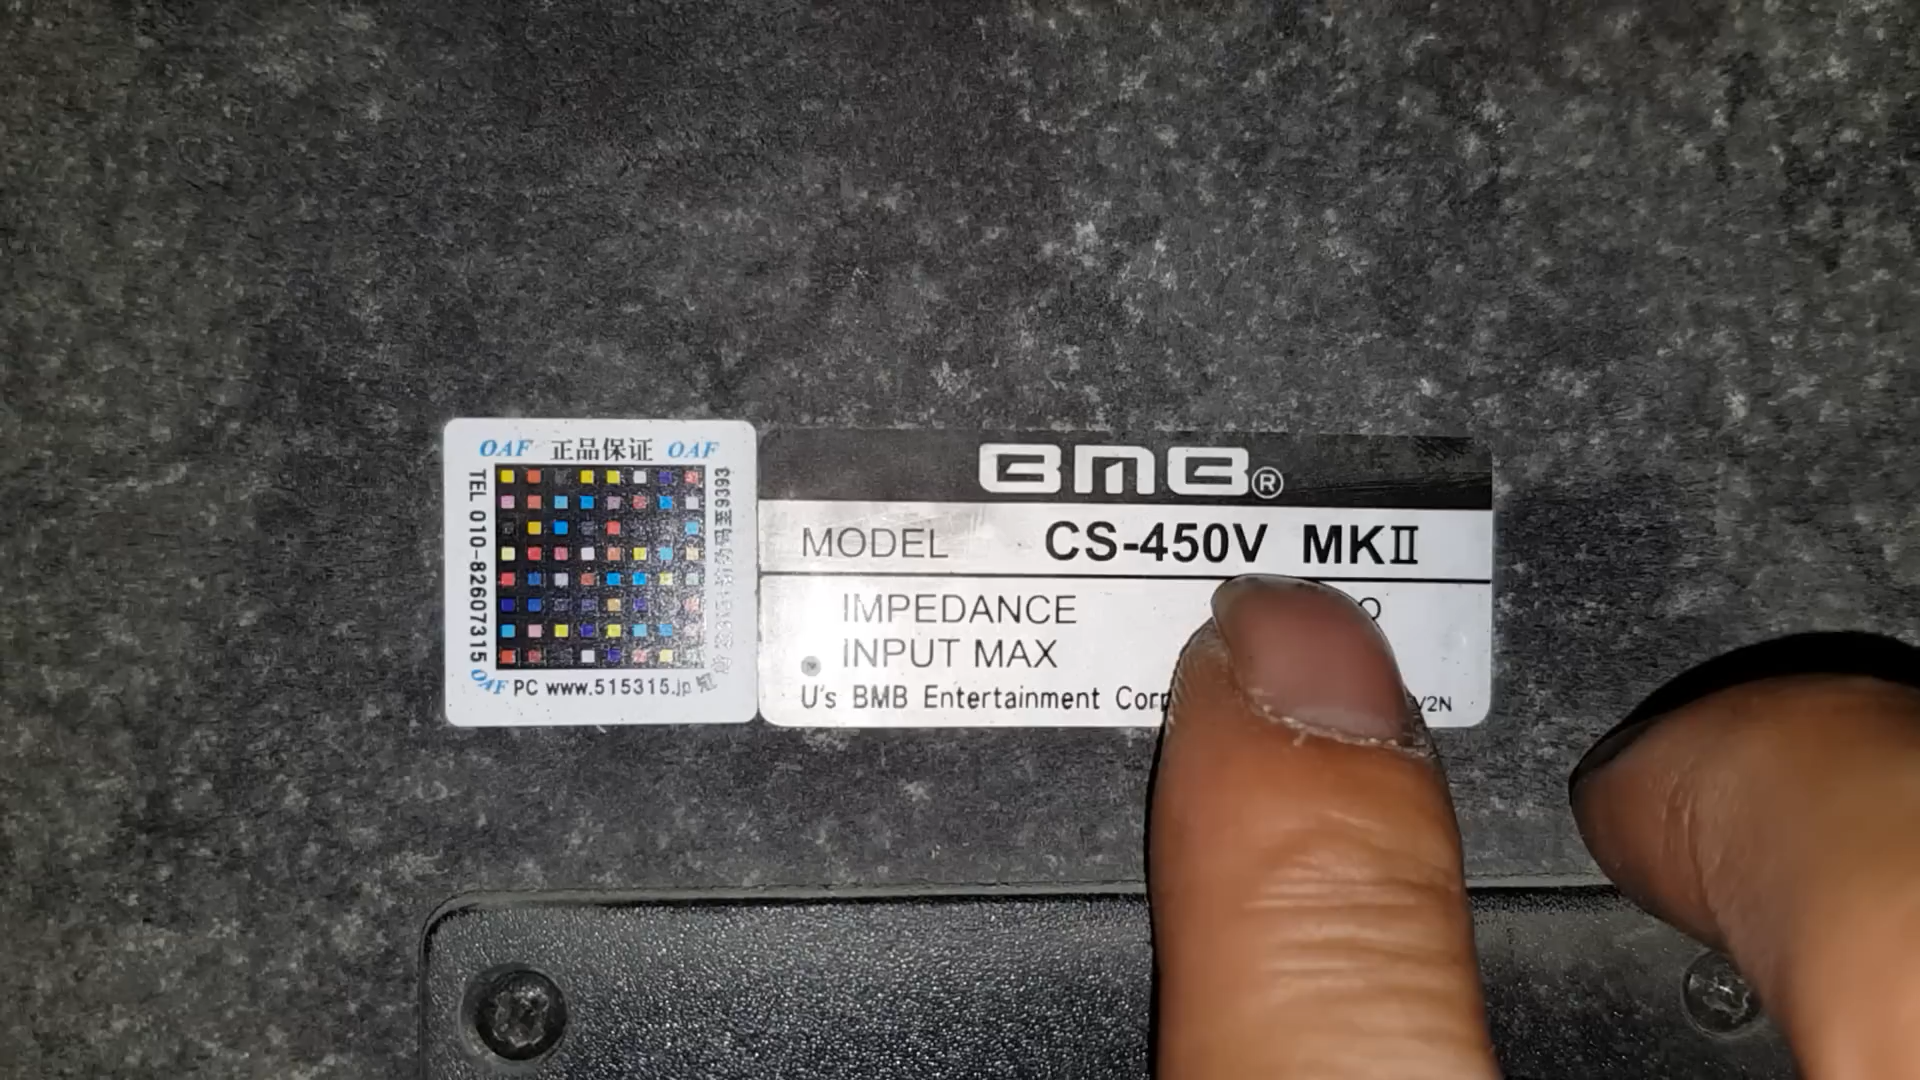 OAF 正品保证 OAF
TEL 010-82607315
OAF PC www.515315.jp
BMB®
MODEL CS-450V MKII
IMPEDANCE
INPUT MAX
U's BMB Entertainment Corp
V2N